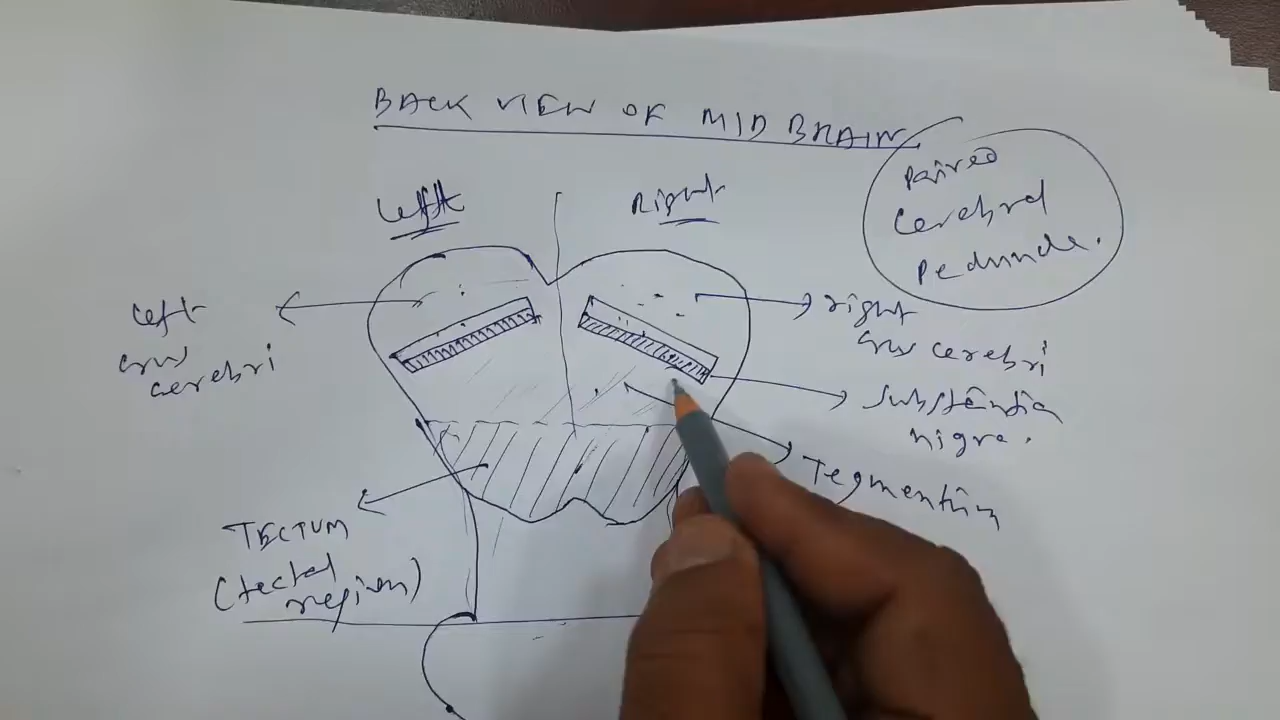 BACK VIEW OF MID BRAIN
Paired
Cerebral
Peduncle.
Left
Right
left
crus
cerebri
right
crus cerebri
Substantia
nigra.
Tegmentum
TECTUM
(tectal
region)